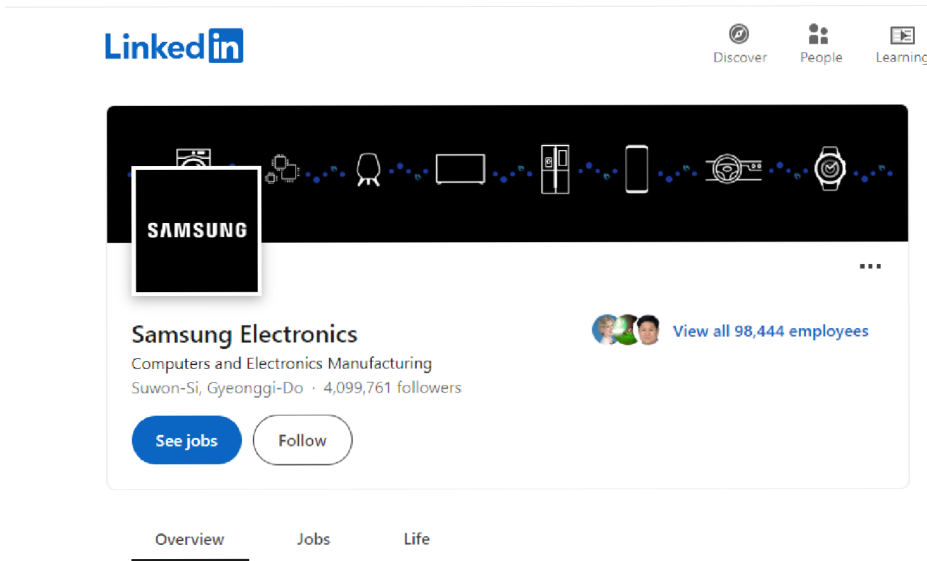 Linkedin
Discover
People
Learning
SAMSUNG
Samsung Electronics
View all 98,444 employees
Computers and Electronics Manufacturing
Suwon-Si, Gyeonggi-Do · 4,099,761 followers
See jobs
Follow
Overview
Jobs
Life